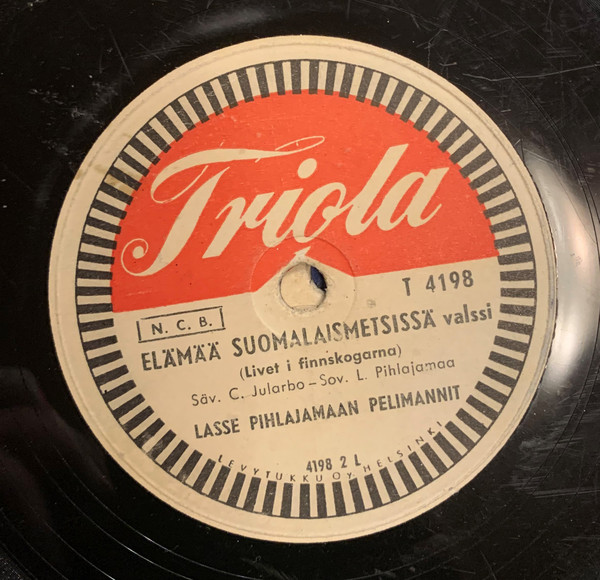 Triola
T 4198
N. C. B.
ELÄMÄÄ SUOMALAISMETSISSÄ valssi
(Livet i finnskogarna)
Säv. C. Jularbo – Sov. L. Pihlajamaa
LASSE PIHLAJAMAAN PELIMANNIT
4198 2 L
LEVYTUKKU OY, HELSINKI